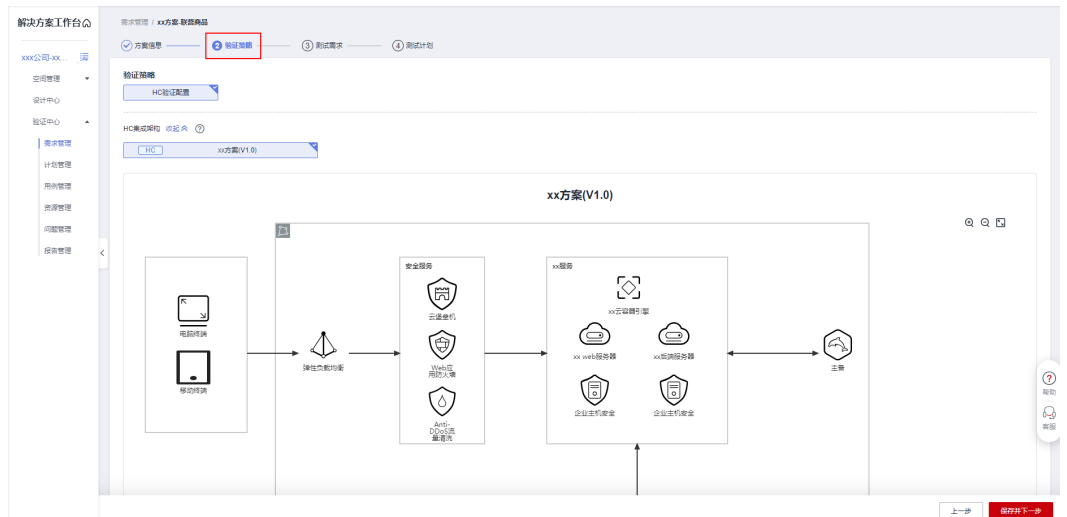 解决方案工作台
需求管理 / xx方案-联营商品
方案信息
2 验证策略
3 测试需求
4 测试计划
xxx公司-xx...
空间管理
设计中心
验证中心
需求管理
计划管理
用例管理
资源管理
问题管理
报告管理
验证策略
HC验证配置
HC集成架构 收起 ?
HC xx方案(V1.0)
xx方案(V1.0)
电脑终端
移动终端
弹性负载均衡
安全服务
云堡垒机
Web应
用防火墙
Anti-
DDoS流
量清洗
xx服务
xx云容器引擎
xx web服务器
xx后端服务器
企业主机安全
企业主机安全
主备
?
帮助
客服
上一步
保存并下一步